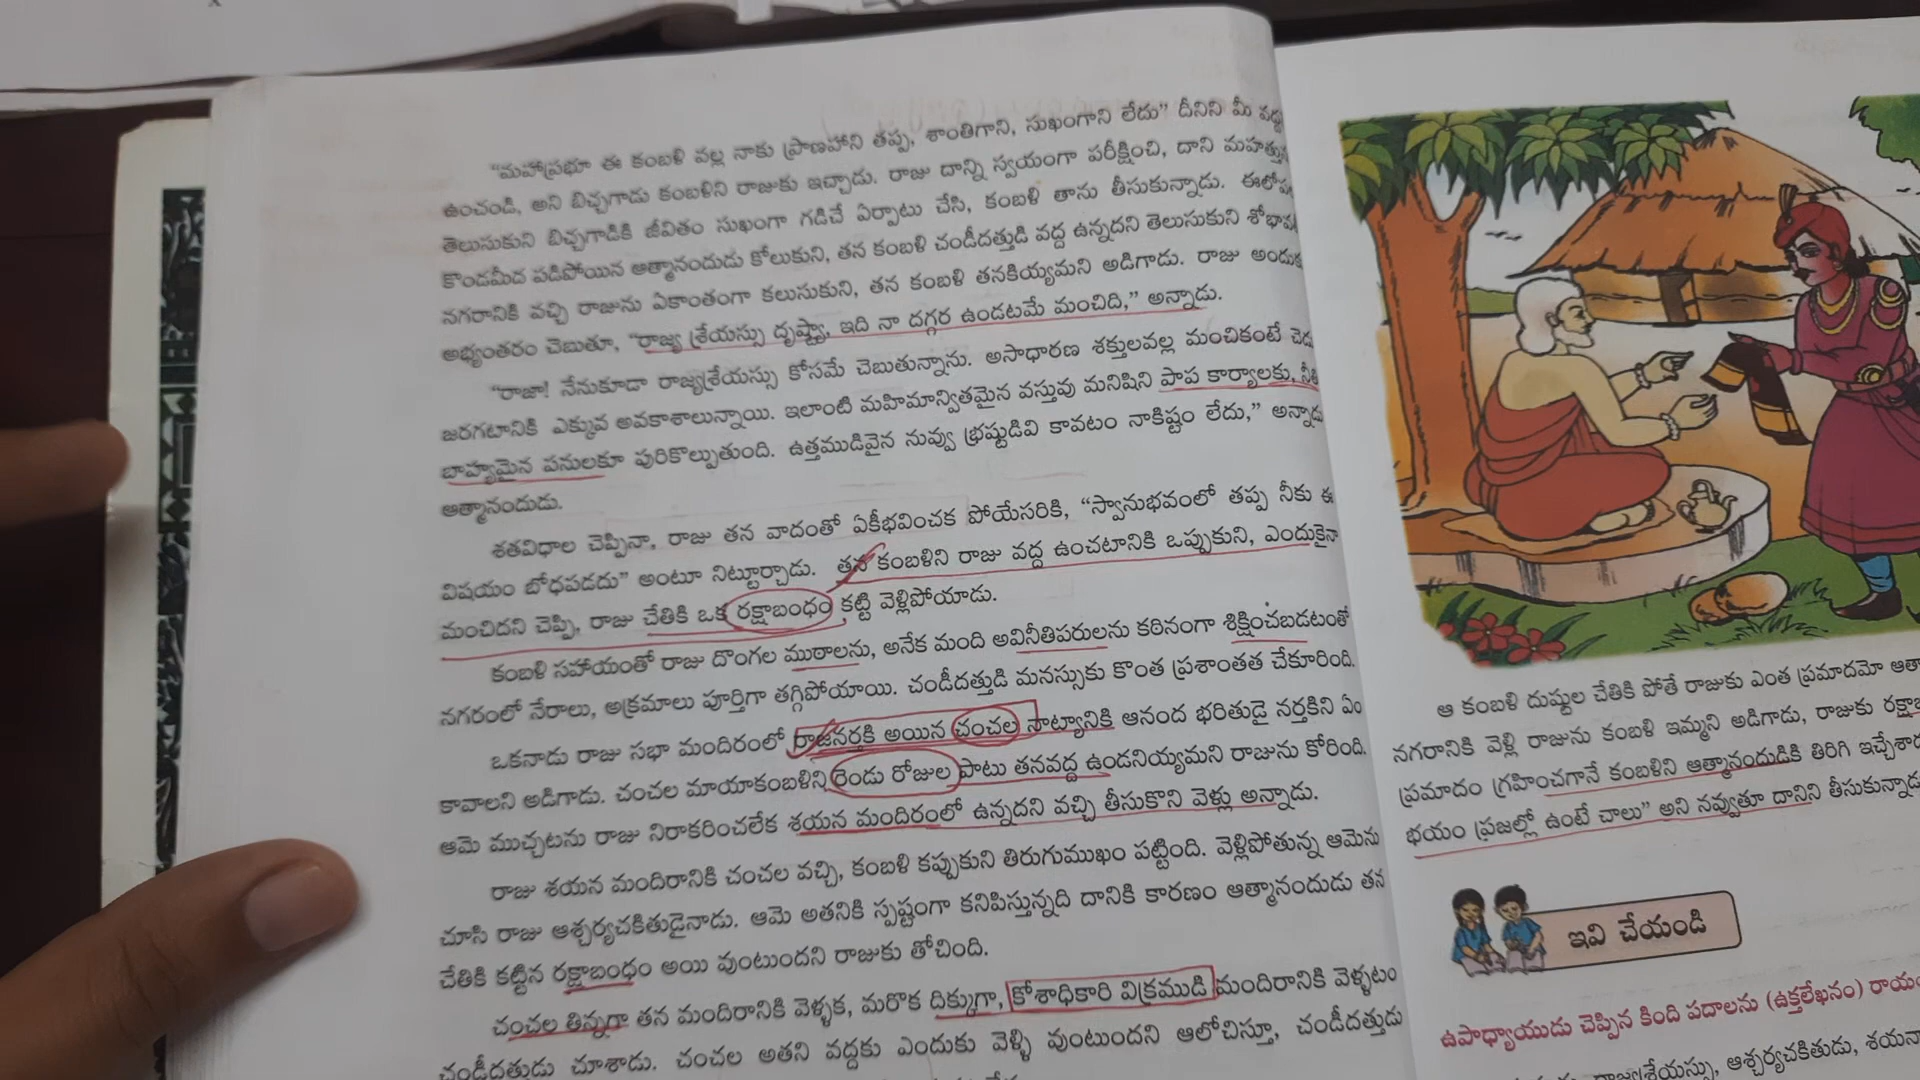 “మహాప్రభూ ఈ కంబళి వల్ల నాకు ప్రాణహాని తప్ప, శాంతిగాని, సుఖంగాని లేదు” దీనిని మీ వద్ద
ఉంచండి, అని బిచ్చగాడు కంబళిని రాజుకు ఇచ్చాడు. రాజు దాన్ని స్వయంగా పరీక్షించి, దాని
తెలుసుకుని బిచ్చగాడికి జీవితం సుఖంగా గడిచే ఏర్పాటు చేసి, కంబళి తాను తీసుకున్నాడు.
కొండమీద పడిపోయిన ఆత్మానందుడు కోలుకుని, తన కంబళి చండీదత్తుడి వద్ద ఉన్నదని తెలుసుకుని
నగరానికి వచ్చి రాజును ఏకాంతంగా కలుసుకుని, తన కంబళి తనకియ్యమని అడిగాడు. రాజు
అభ్యంతరం చెబుతూ, “రాజ్య శ్రేయస్సు దృష్ట్యా, ఇది నా దగ్గర ఉండటమే మంచిది,” అన్నాడు.
“రాజా! నేనుకూడా రాజ్యశ్రేయస్సు కోసమే చెబుతున్నాను. అసాధారణ శక్తులవల్ల మంచికంటే చెడు
జరగటానికి ఎక్కువ అవకాశాలున్నాయి. ఇలాంటి మహిమాన్వితమైన వస్తువు మనిషిని పాప కార్యాలకు,
బాహ్యమైన పనులకూ పురికొల్పుతుంది. ఉత్తముడివైన నువ్వు భ్రష్టుడివి కావటం నాకిష్టం లేదు,” అన్నాడు
ఆత్మానందుడు.
శతవిధాల చెప్పినా, రాజు తన వాదంతో ఏకీభవించక పోయేసరికి, “స్వానుభవంలో తప్ప నీకు ఈ
విషయం బోధపడదు” అంటూ నిట్టూర్చాడు. తన కంబళిని రాజు వద్ద ఉంచటానికి ఒప్పుకుని, ఎందుకైనా
మంచిదని చెప్పి, రాజు చేతికి ఒక రక్షాబంధం కట్టి వెళ్లిపోయాడు.
కంబళి సహాయంతో రాజు దొంగల ముఠాలను, అనేక మంది అవినీతిపరులను కఠినంగా శిక్షించబడటంతో
నగరంలో నేరాలు, అక్రమాలు పూర్తిగా తగ్గిపోయాయి. చండీదత్తుడి మనస్సుకు కొంత ప్రశాంతత చేకూరింది.
ఒకనాడు రాజు సభా మందిరంలో రాజనర్తకి అయిన చంచల నాట్యానికి ఆనంద భరితుడై నర్తకిని ఏం
కావాలని అడిగాడు. చంచల మాయాకంబళిని రెండు రోజుల పాటు తనవద్ద ఉండనియ్యమని రాజును కోరింది.
ఆమె ముచ్చటను రాజు నిరాకరించలేక శయన మందిరంలో ఉన్నదని వచ్చి తీసుకొని వెళ్లు అన్నాడు.
రాజు శయన మందిరానికి చంచల వచ్చి, కంబళి కప్పుకుని తిరుగుముఖం పట్టింది. వెళ్లిపోతున్న ఆమెను
చూసి రాజు ఆశ్చర్యచకితుడైనాడు. ఆమె అతనికి స్పష్టంగా కనిపిస్తున్నది దానికి కారణం ఆత్మానందుడు తన
చేతికి కట్టిన రక్షాబంధం అయి వుంటుందని రాజుకు తోచింది.
చంచల తిన్నగా తన మందిరానికి వెళ్ళక, మరొక దిక్కుగా, కోశాధికారి విక్రముడి మందిరానికి వెళ్ళటం
చండీదత్తుడు చూశాడు. చంచల అతని వద్దకు ఎందుకు వెళ్ళి వుంటుందని ఆలోచిస్తూ, చండీదత్తుడు
ఆ కంబళి దుష్టుల చేతికి పోతే రాజుకు ఎంత ప్రమాదమో
నగరానికి వెళ్లి రాజును కంబళి ఇమ్మని అడిగాడు, రాజుకు
ప్రమాదం గ్రహించగానే కంబళిని ఆత్మానందుడికి తిరిగి ఇచ్చేశాడు
భయం ప్రజల్లో ఉంటే చాలు” అని నవ్వుతూ దానిని తీసుకున్నాడు
ఇవి చేయండి
ఉపాధ్యాయుడు చెప్పిన కింది పదాలను (ఉక్తలేఖనం)
రాజ్యశ్రేయస్సు, ఆశ్చర్యచకితుడు,